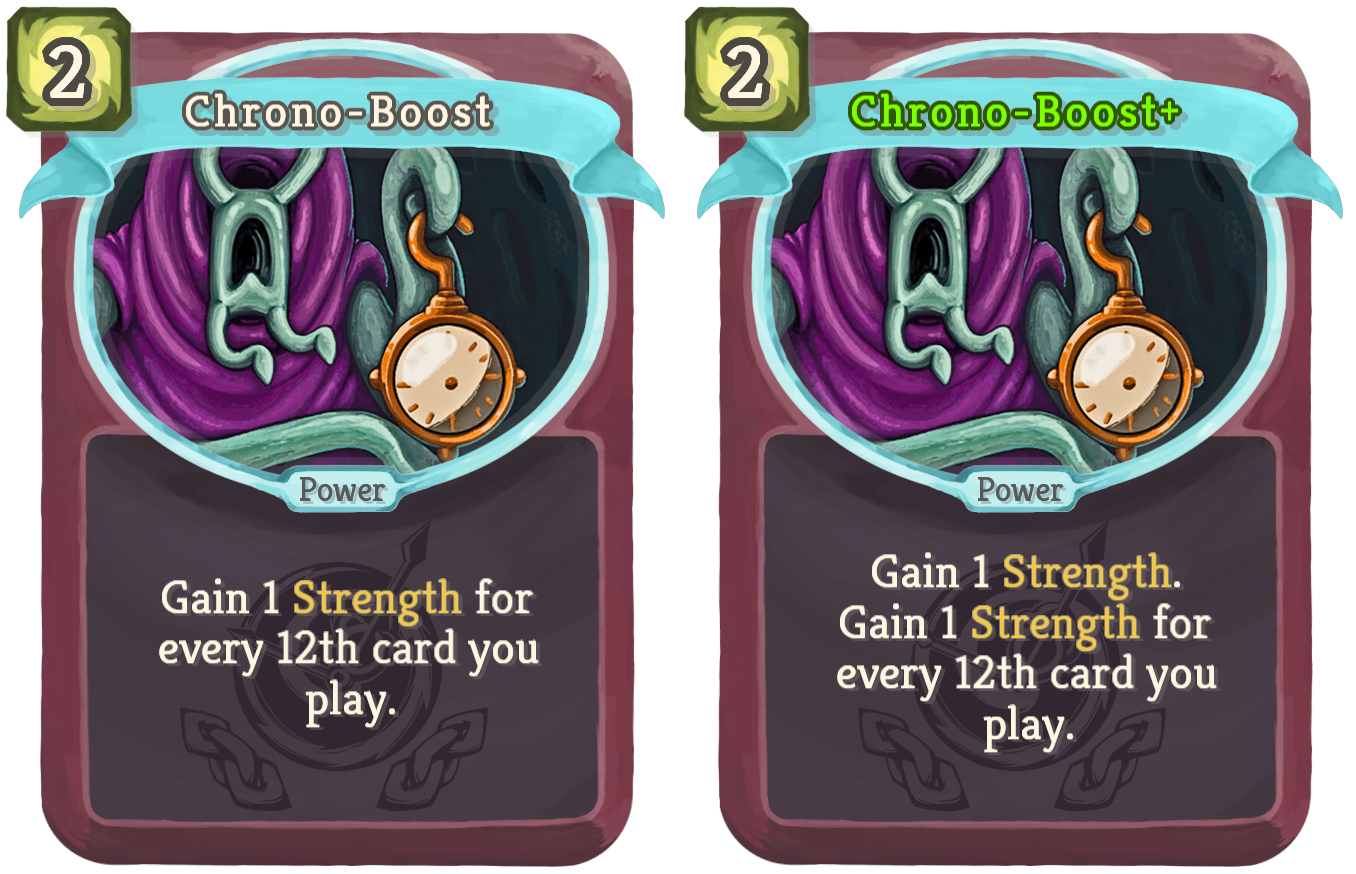 2
Chrono-Boost
Power
Gain 1 Strength for
every 12th card you
play.
2
Chrono-Boost+
Power
Gain 1 Strength.
Gain 1 Strength for
every 12th card you
play.